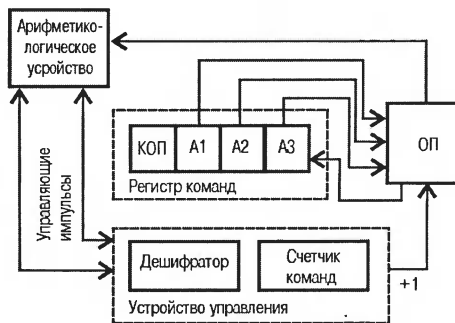 Арифметико-
логическое
усройство
КОП А1 А2 А3
Регистр команд
ОП
Управляющие
импульсы
Дешифратор
Счетчик
команд
+1
Устройство управления